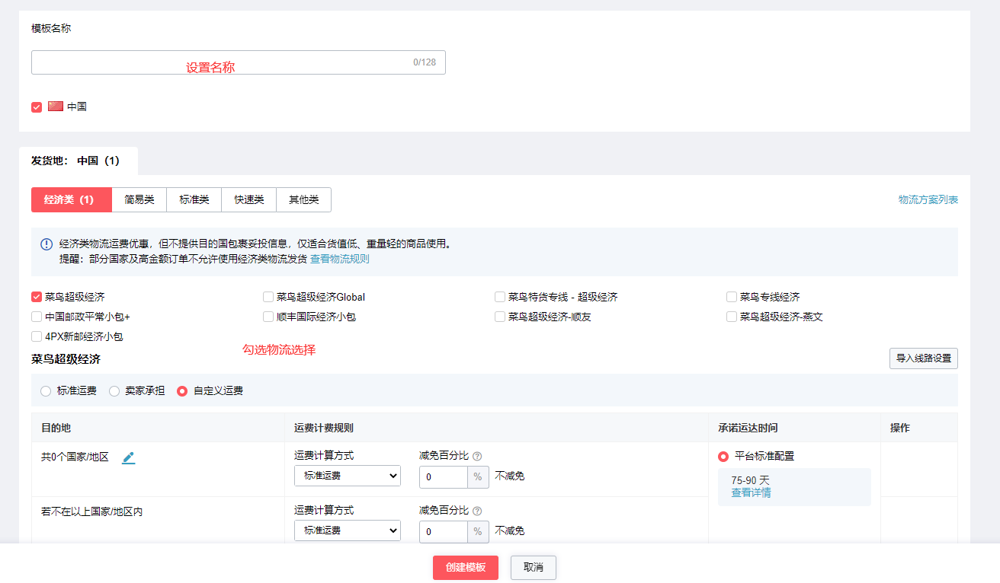 模板名称
设置名称 0/128
中国
发货地： 中国（1）
经济类（1） 简易类 标准类 快速类 其他类 物流方案列表
经济类物流运费优惠，但不提供目的国包裹妥投信息，仅适合货值低、重量轻的商品使用。
提醒：部分国家及高金额订单不允许使用经济类物流发货 查看物流规则
菜鸟超级经济 菜鸟超级经济Global 菜鸟特货专线 - 超级经济 菜鸟专线经济
中国邮政平常小包+ 顺丰国际经济小包 菜鸟超级经济-顺友 菜鸟超级经济-燕文
4PX新邮经济小包
勾选物流选择
菜鸟超级经济 导入线路设置
标准运费 卖家承担 自定义运费
目的地 运费计费规则 承诺运达时间 操作
共0个国家/地区 运费计算方式 减免百分比 ? 平台标准配置
标准运费 0 % 不减免 75-90 天
查看详情
若不在以上国家/地区内 运费计算方式 减免百分比 ?
标准运费 0 % 不减免
创建模板 取消